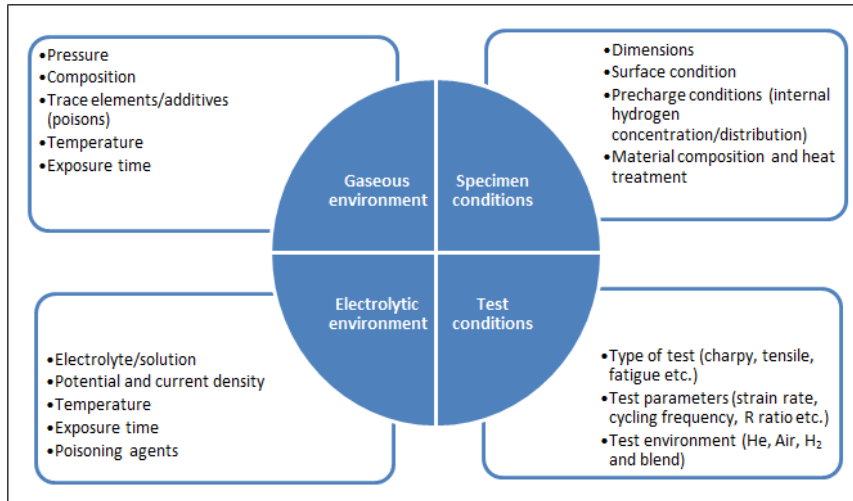 •Pressure
•Composition
•Trace elements/additives
(poisons)
•Temperature
•Exposure time
Gaseous
environment
•Dimensions
•Surface condition
•Precharge conditions (internal
hydrogen
concentration/distribution)
•Material composition and heat
treatment
Specimen
conditions
Electrolytic
environment
•Electrolyte/solution
•Potential and current density
•Temperature
•Exposure time
•Poisoning agents
Test
conditions
•Type of test (charpy, tensile,
fatigue etc.)
•Test parameters (strain rate,
cycling frequency, R ratio etc.)
•Test environment (He, Air, H₂
and blend)